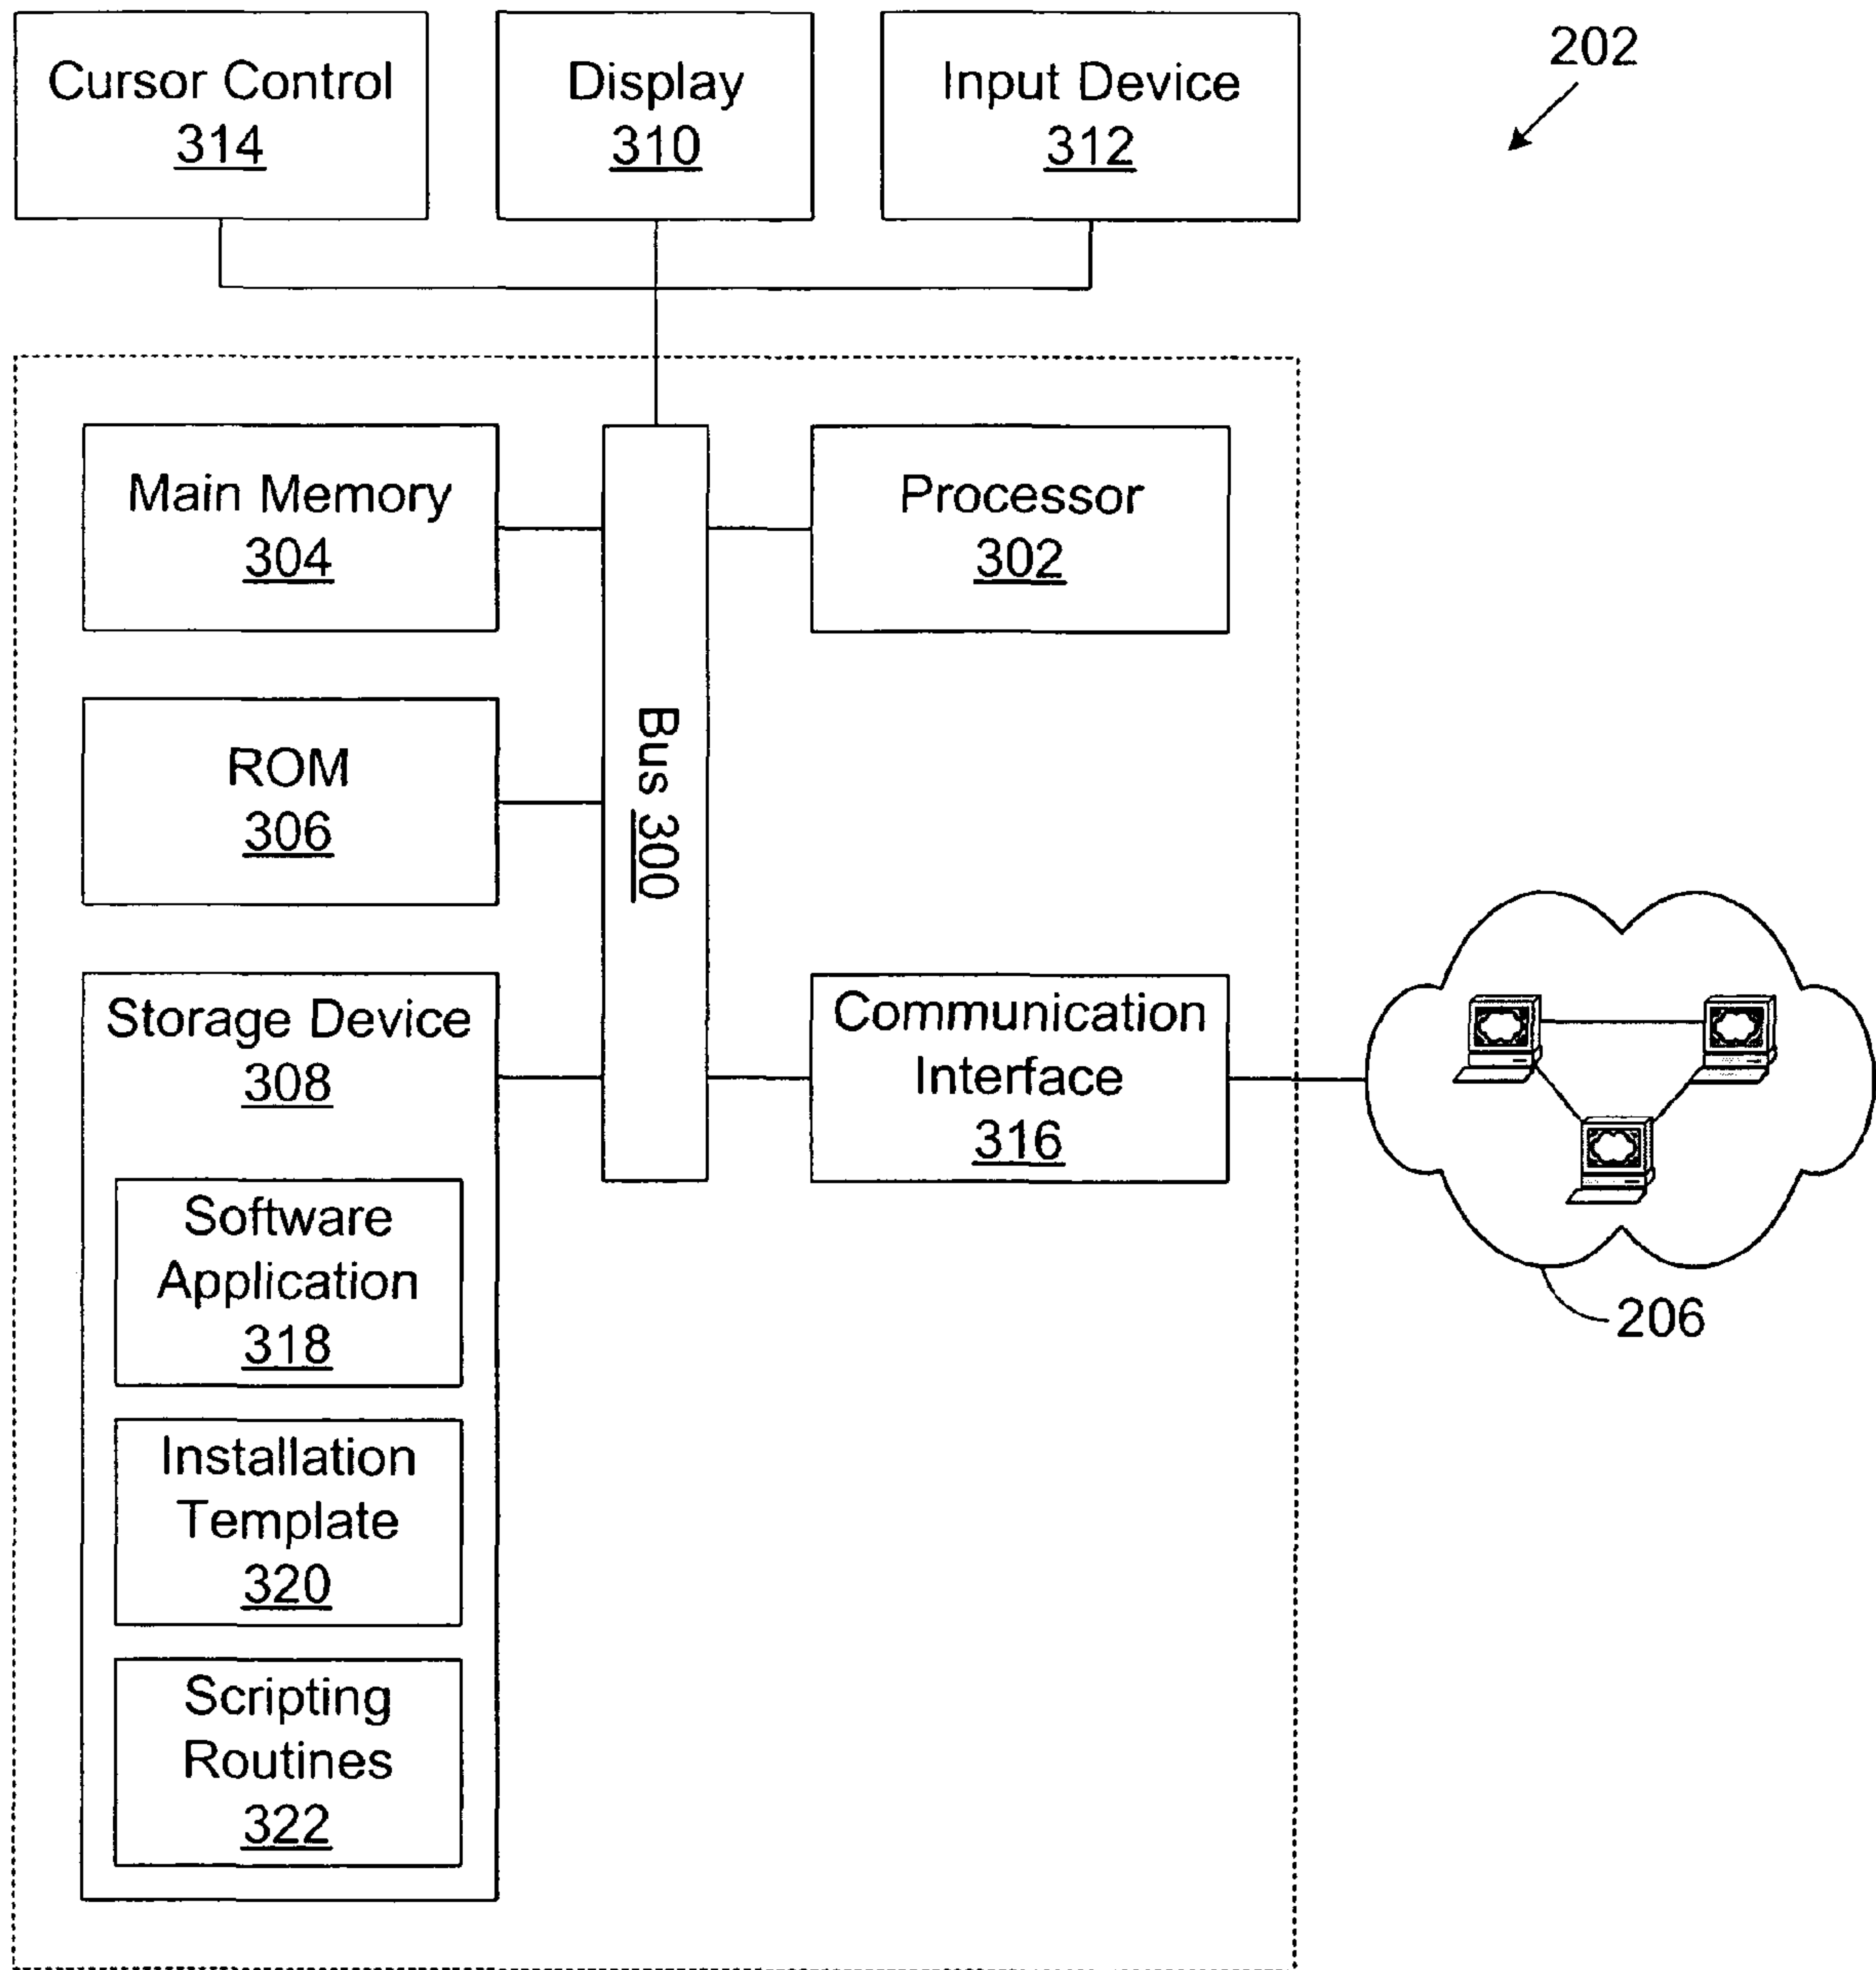 Cursor Control
314
Display
310
Input Device
312
202
Main Memory
304
Processor
302
ROM
306
Bus 300
Storage Device
308
Communication
Interface
316
Software
Application
318
206
Installation
Template
320
Scripting
Routines
322